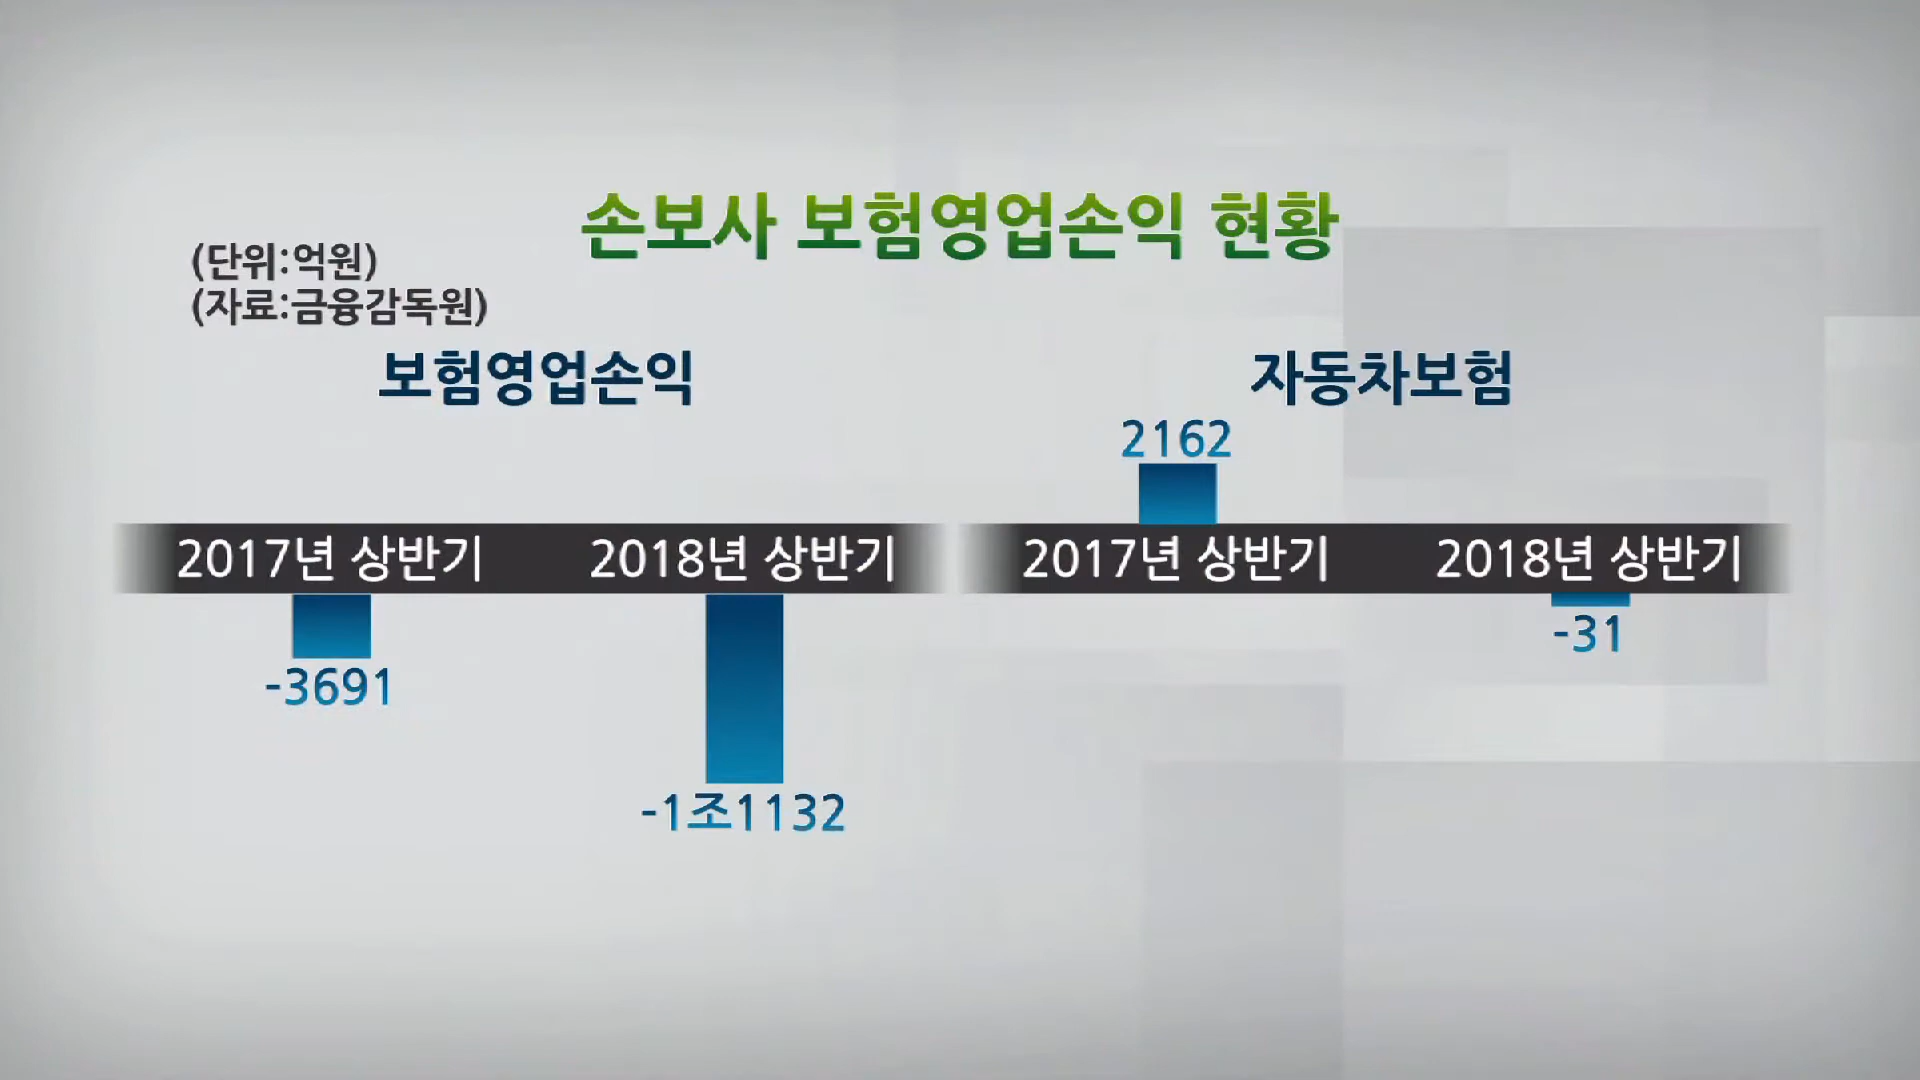 손보사 보험영업손익 현황
(단위:억원)
(자료:금융감독원)
보험영업손익
2017년 상반기 2018년 상반기
-3691
-1조1132
자동차보험
2162
2017년 상반기 2018년 상반기
-31